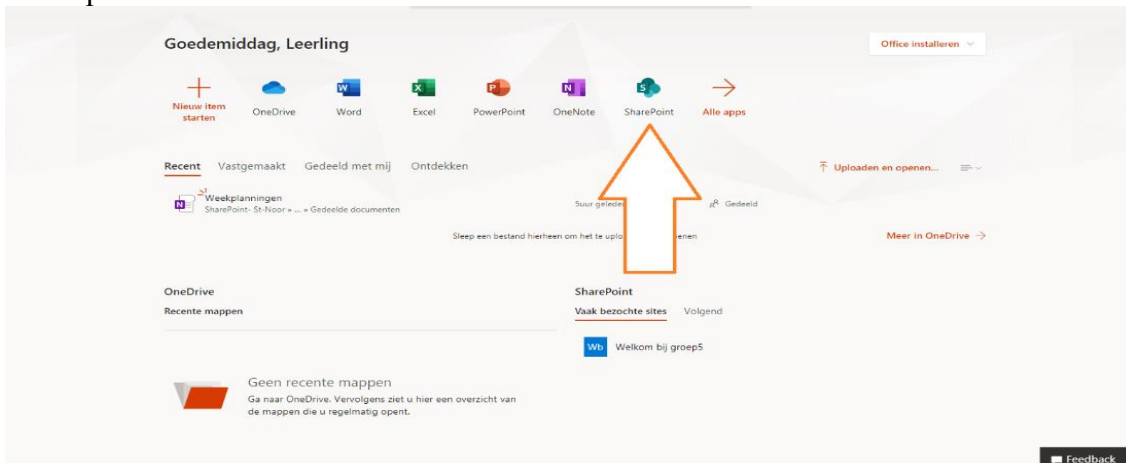 Goedemiddag, Leerling
Office installeren
Nieuw item
starten
OneDrive
Word
Excel
PowerPoint
OneNote
SharePoint
Alle apps
Recent Vastgemaakt Gedeeld met mij Ontdekken
Uploaden en openen...
Weekplanningen
SharePoint- St-Noor » ... » Gedeelde documenten
5uur Gedeeld
Sleep een bestand hierheen om het te
Meer in OneDrive
OneDrive
Recente mappen
SharePoint
Vaak bezochte sites Volgend
Wb Welkom bij groep5
Geen recente mappen
Ga naar OneDrive. Vervolgens ziet u hier een overzicht van
de mappen die u regelmatig opent.
Feedback